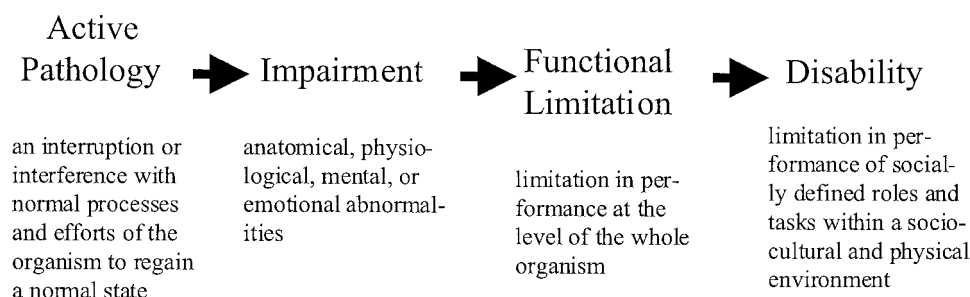 Active
Pathology
Impairment
Functional
Limitation
Disability
an interruption or
interference with
normal processes
and efforts of the
organism to regain
a normal state
anatomical, physio-
logical, mental, or
emotional abnormal-
ities
limitation in per-
formance at the
level of the whole
organism
limitation in per-
formance of social-
ly defined roles and
tasks within a socio-
cultural and physical
environment